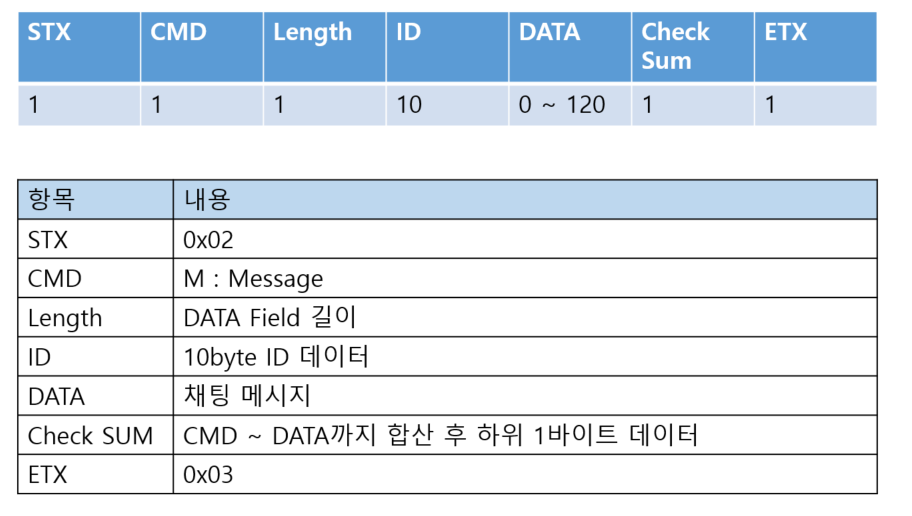 STX CMD Length ID DATA Check Sum ETX
1 1 1 10 0 ~ 120 1 1
항목 내용
STX 0x02
CMD M : Message
Length DATA Field 길이
ID 10byte ID 데이터
DATA 채팅 메시지
Check SUM CMD ~ DATA까지 합산 후 하위 1바이트 데이터
ETX 0x03